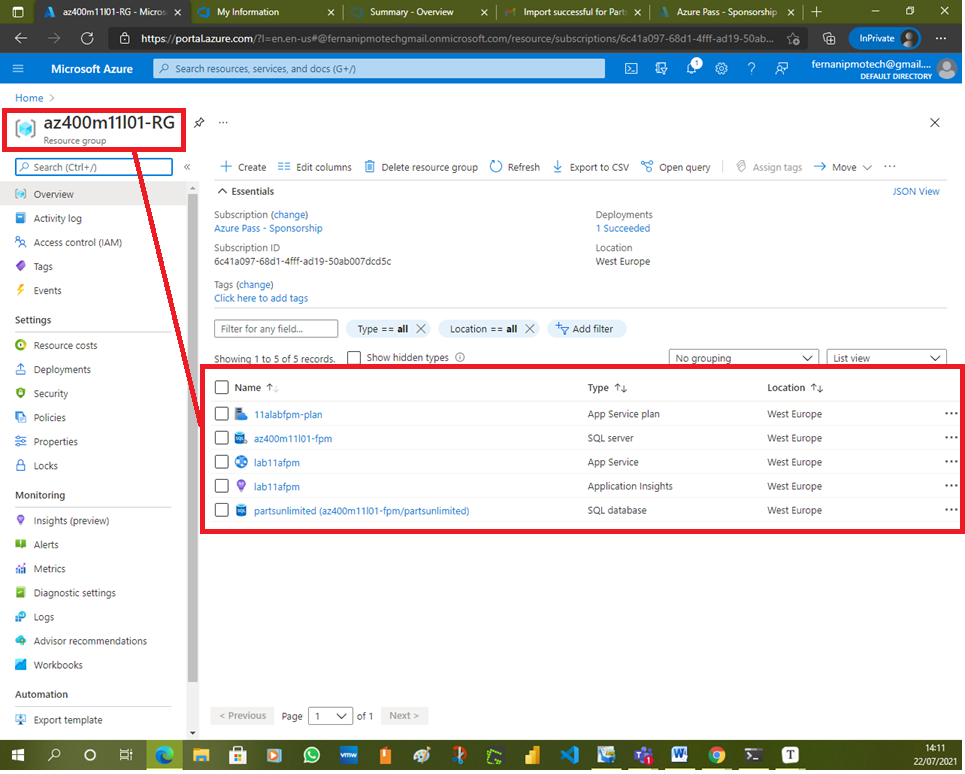 az400m11l01-RG - Micros
My Information
Summary - Overview
Import successful for Parts
Azure Pass - Sponsorship
https://portal.azure.com/?l=en.en-us#@fernanipmotechgmail.onmicrosoft.com/resource/subscriptions/6c41a097-68d1-4fff-ad19-50ab...
InPrivate
Microsoft Azure
Search resources, services, and docs (G+/)
1
fernanipmotech@gmail....
DEFAULT DIRECTORY
Home >
az400m11l01-RG
Resource group
Search (Ctrl+/)
Create
Edit columns
Delete resource group
Refresh
Export to CSV
Open query
Assign tags
Move
Overview
Activity log
Access control (IAM)
Tags
Events
Settings
Resource costs
Deployments
Security
Policies
Properties
Locks
Monitoring
Insights (preview)
Alerts
Metrics
Diagnostic settings
Logs
Advisor recommendations
Workbooks
Automation
Export template
Essentials
JSON View
Subscription (change)
Azure Pass - Sponsorship
Subscription ID
6c41a097-68d1-4fff-ad19-50ab007dcd5c
Tags (change)
Click here to add tags
Deployments
1 Succeeded
Location
West Europe
Filter for any field...
Type == all
Location == all
Add filter
Showing 1 to 5 of 5 records.
Show hidden types
No grouping
List view
Name Type Location
11alabfpm-plan App Service plan West Europe
az400m11l01-fpm SQL server West Europe
lab11afpm App Service West Europe
lab11afpm Application Insights West Europe
partsunlimited (az400m11l01-fpm/partsunlimited) SQL database West Europe
< Previous
Page 1 of 1
Next >
vmw
T
1
14:11
22/07/2021